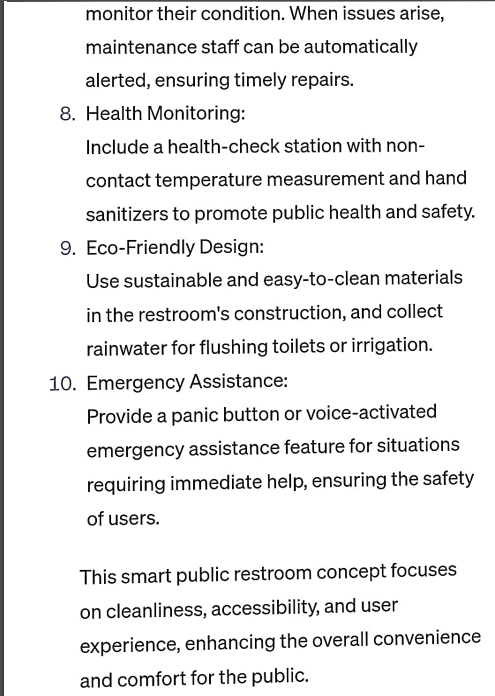 monitor their condition. When issues arise,
maintenance staff can be automatically
alerted, ensuring timely repairs.
8. Health Monitoring:
Include a health-check station with non-
contact temperature measurement and hand
sanitizers to promote public health and safety.
9. Eco-Friendly Design:
Use sustainable and easy-to-clean materials
in the restroom's construction, and collect
rainwater for flushing toilets or irrigation.
10. Emergency Assistance:
Provide a panic button or voice-activated
emergency assistance feature for situations
requiring immediate help, ensuring the safety
of users.
This smart public restroom concept focuses
on cleanliness, accessibility, and user
experience, enhancing the overall convenience
and comfort for the public.